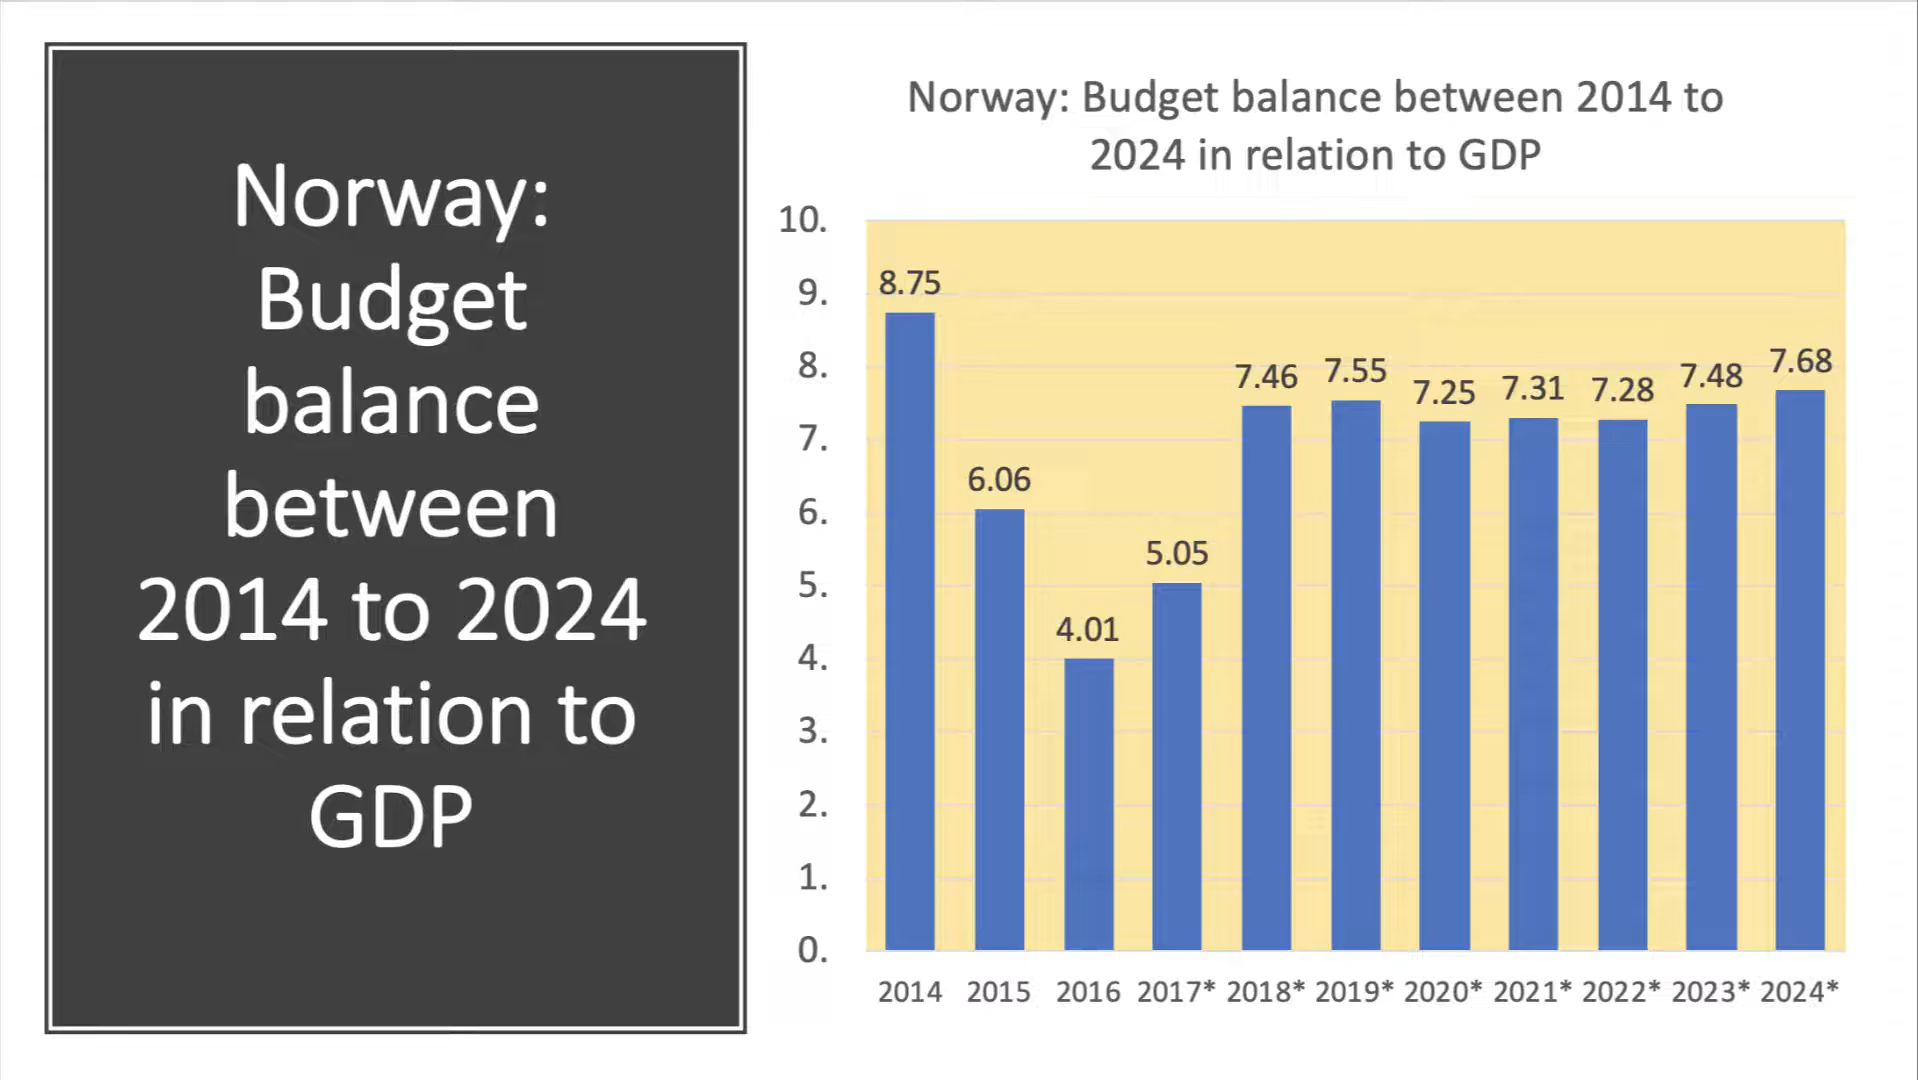 Norway:
Budget
balance
between
2014 to 2024
in relation to
GDP
Norway: Budget balance between 2014 to
2024 in relation to GDP
10.
9.
8.
7.
6.
5.
4.
3.
2.
1.
0.
8.75
6.06
4.01
5.05
7.46
7.55
7.25
7.31
7.28
7.48
7.68
2014 2015 2016 2017* 2018* 2019* 2020* 2021* 2022* 2023* 2024*